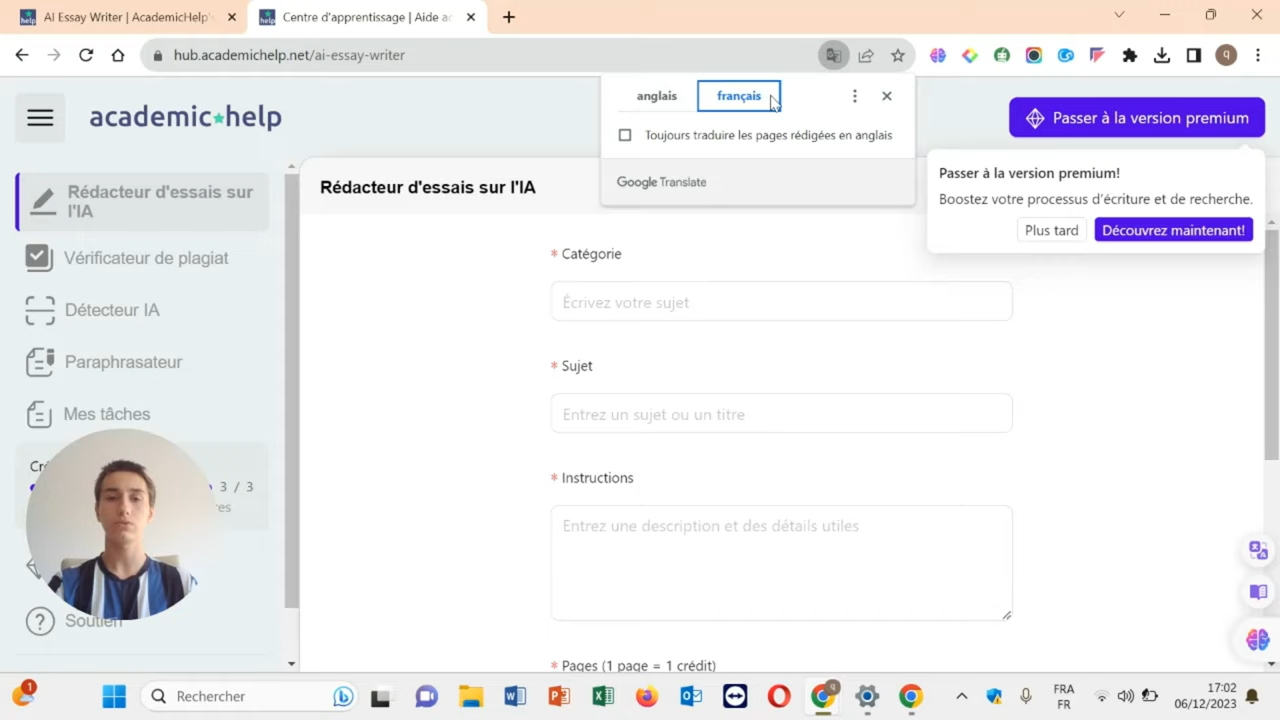 AI Essay Writer | AcademicHelp's
Centre d'apprentissage | Aide ac
hub.academichelp.net/ai-essay-writer
q
anglais
français
Toujours traduire les pages rédigées en anglais
Google Translate
academic help
Passer à la version premium
Passer à la version premium!
Boostez votre processus d'écriture et de recherche.
Plus tard
Découvrez maintenant!
Rédacteur d'essais sur l'IA
Vérificateur de plagiat
Détecteur IA
Paraphrasateur
Mes tâches
3 / 3
Soutien
Rédacteur d'essais sur l'IA
* Catégorie
Écrivez votre sujet
* Sujet
Entrez un sujet ou un titre
* Instructions
Entrez une description et des détails utiles
* Pages (1 page = 1 crédit)
1
Rechercher
FRA
FR
17:02
06/12/2023